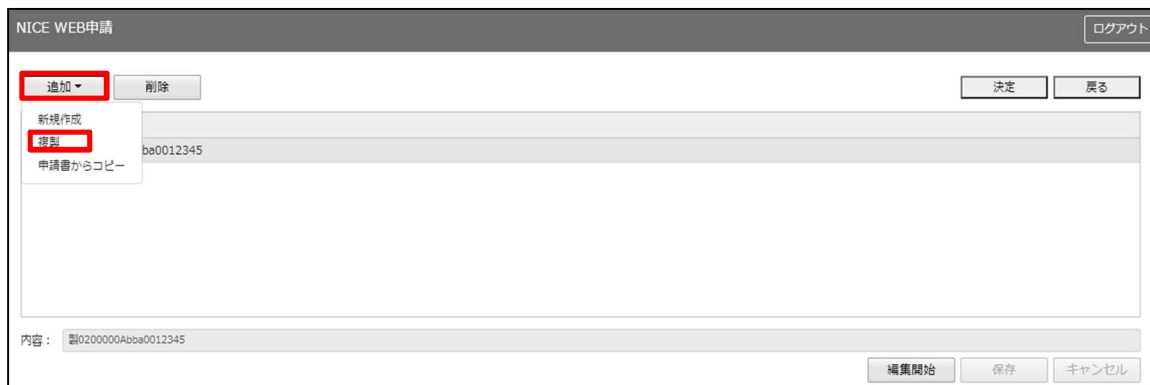 NICE WEB申請
ログアウト
追加
削除
決定
戻る
新規作成
複製
ba0012345
申請書からコピー
内容：
製0200000Abba0012345
編集開始
保存
キャンセル